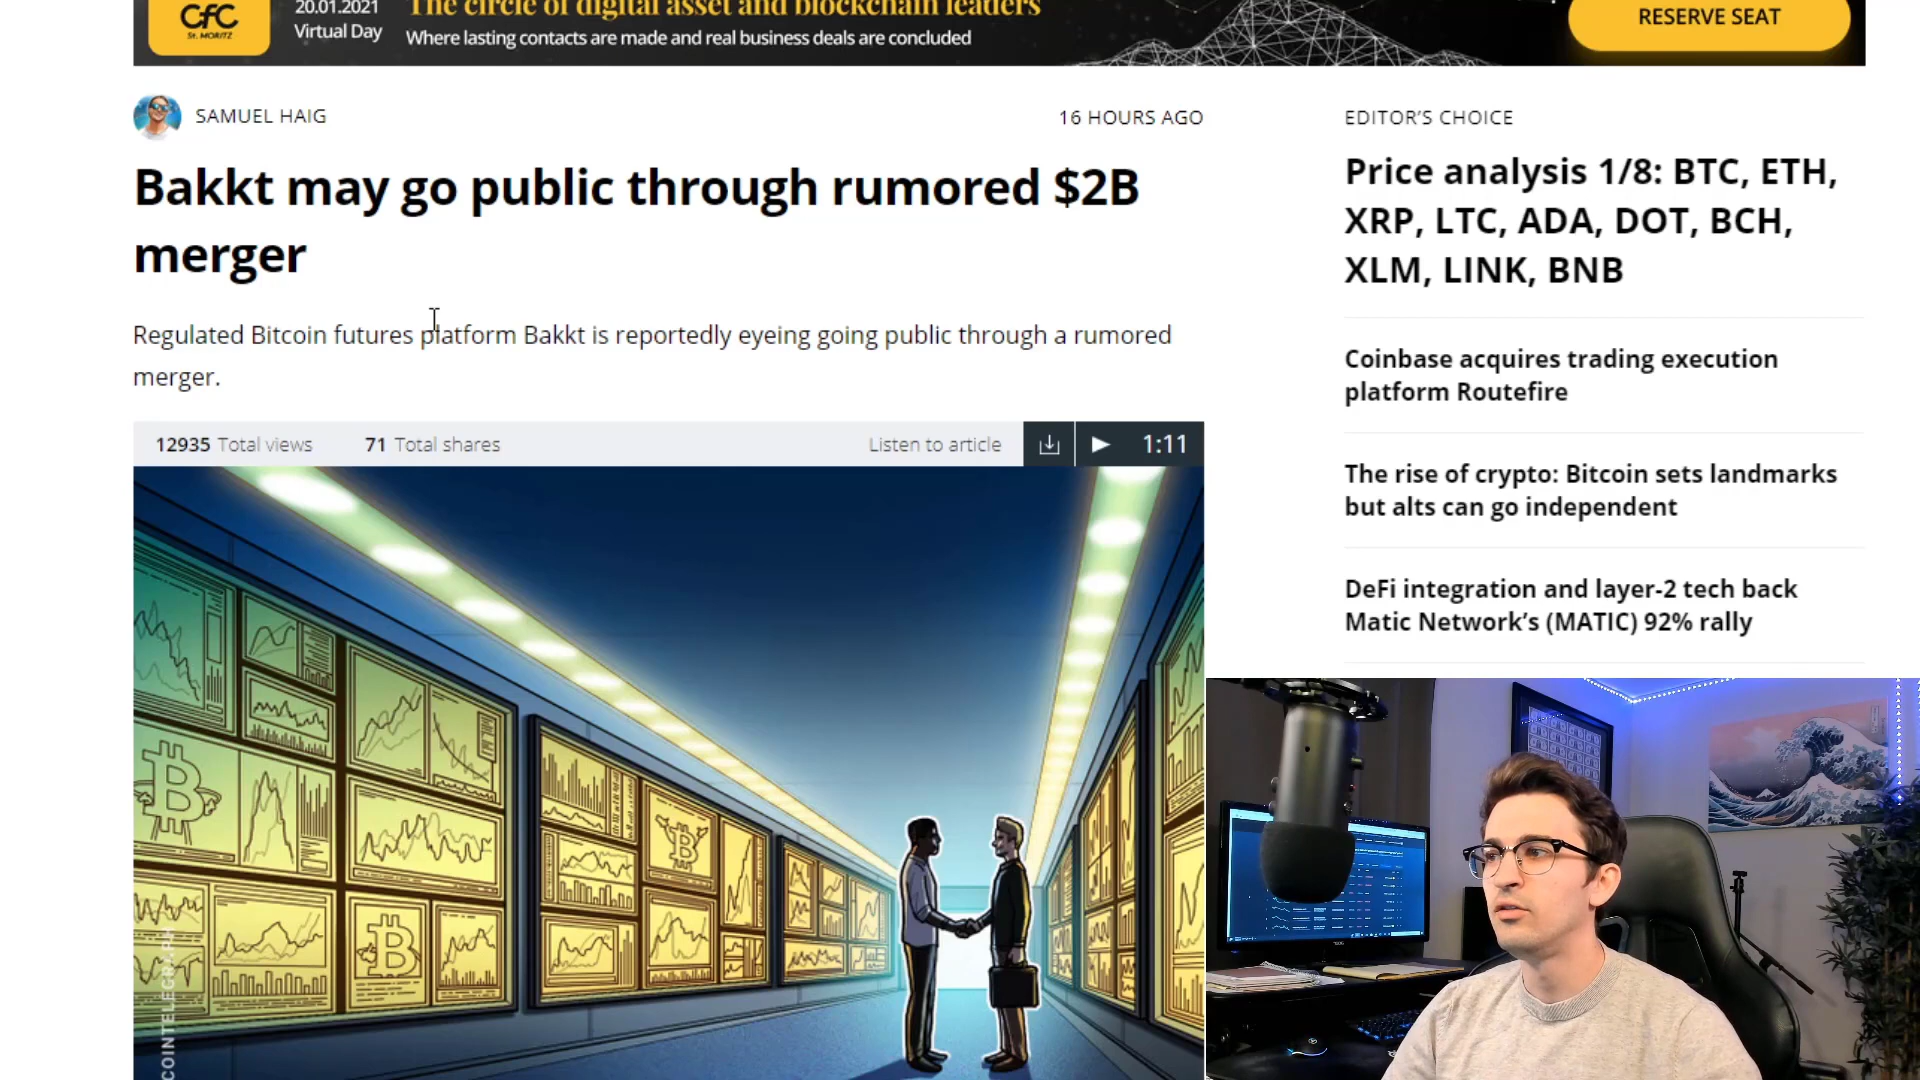 CfC
St. MORITZ
20.01.2021
Virtual Day
The circle of digital asset and blockchain leaders
Where lasting contacts are made and real business deals are concluded
RESERVE SEAT
SAMUEL HAIG
16 HOURS AGO
Bakkt may go public through rumored $2B
merger
Regulated Bitcoin futures platform Bakkt is reportedly eyeing going public through a rumored
merger.
12935 Total views
71 Total shares
Listen to article
1:11
COINTELEGRAPH
EDITOR’S CHOICE
Price analysis 1/8: BTC, ETH,
XRP, LTC, ADA, DOT, BCH,
XLM, LINK, BNB
Coinbase acquires trading execution
platform Routefire
The rise of crypto: Bitcoin sets landmarks
but alts can go independent
DeFi integration and layer-2 tech back
Matic Network’s (MATIC) 92% rally